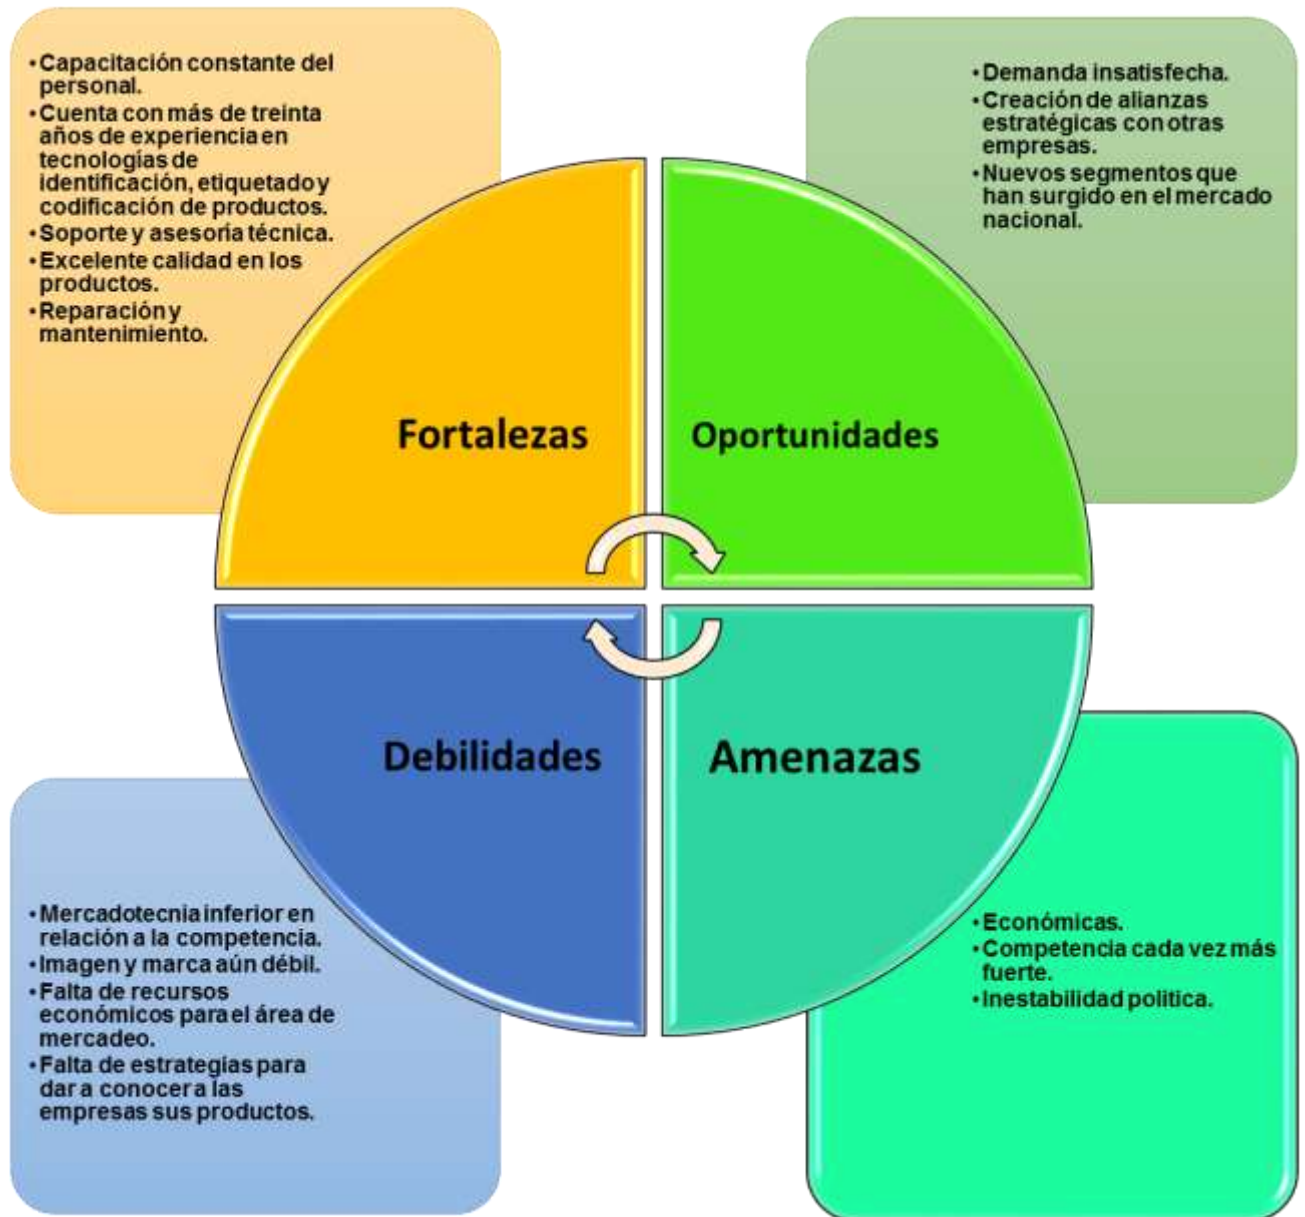 • Capacitación constante del
personal.
• Cuenta con más de treinta
años de experiencia en
tecnologías de
identificación, etiquetado y
codificación de productos.
• Soporte y asesoría técnica.
• Excelente calidad en los
productos.
• Reparación y
mantenimiento.
• Demanda insatisfecha.
• Creación de alianzas
estratégicas con otras
empresas.
• Nuevos segmentos que
han surgido en el mercado
nacional.
Fortalezas
Oportunidades
Debilidades
Amenazas
• Mercadotecnia inferior en
relación a la competencia.
• Imagen y marca aún débil.
• Falta de recursos
económicos para el área de
mercadeo.
• Falta de estrategias para
dar a conocer a las
empresas sus productos.
• Económicas.
• Competencia cada vez más
fuerte.
• Inestabilidad politica.